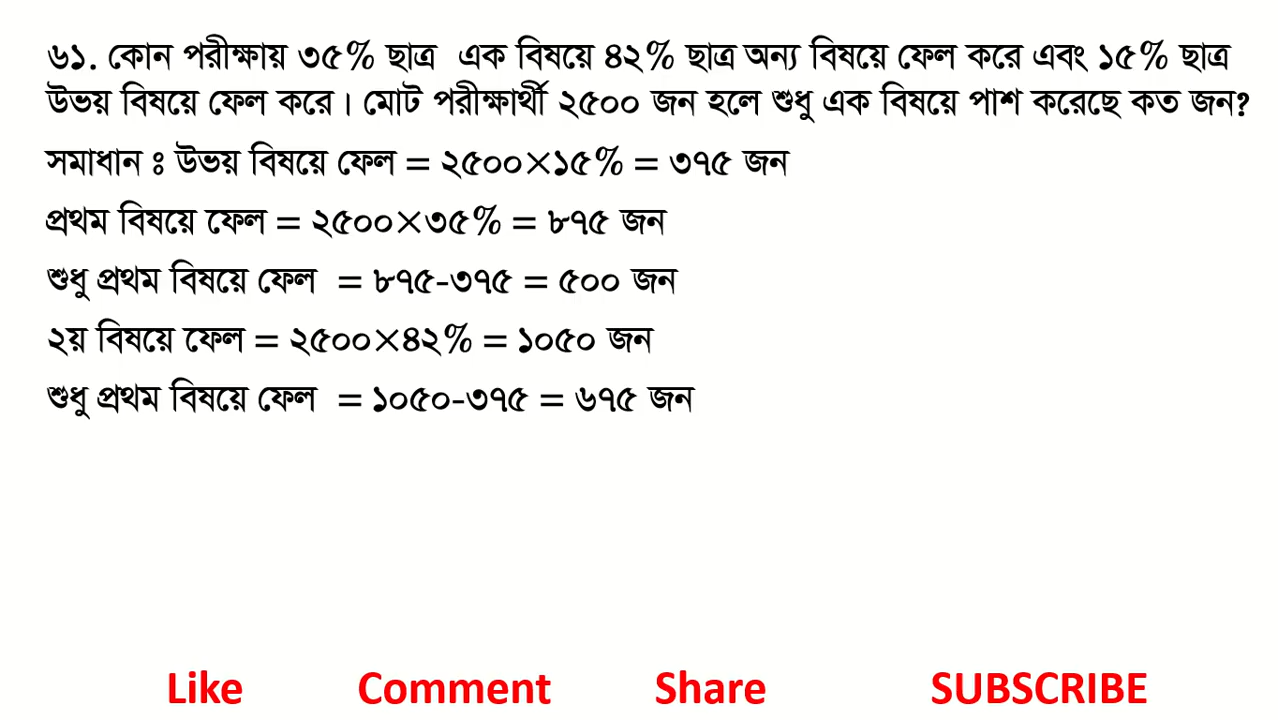 ৬১. কোন পরীক্ষায় ৩৫% ছাত্র এক বিষয়ে ৪২% ছাত্র অন্য বিষয়ে ফেল করে এবং ১৫% ছাত্র
উভয় বিষয়ে ফেল করে। মোট পরীক্ষার্থী ২৫০০ জন হলে শুধু এক বিষয়ে পাশ করেছে কত জন?
সমাধান ঃ উভয় বিষয়ে ফেল = ২৫০০×১৫% = ৩৭৫ জন
প্রথম বিষয়ে ফেল = ২৫০০×৩৫% = ৮৭৫ জন
শুধু প্রথম বিষয়ে ফেল = ৮৭৫-৩৭৫ = ৫০০ জন
২য় বিষয়ে ফেল = ২৫০০×৪২% = ১০৫০ জন
শুধু প্রথম বিষয়ে ফেল = ১০৫০-৩৭৫ = ৬৭৫ জন
Like Comment Share SUBSCRIBE